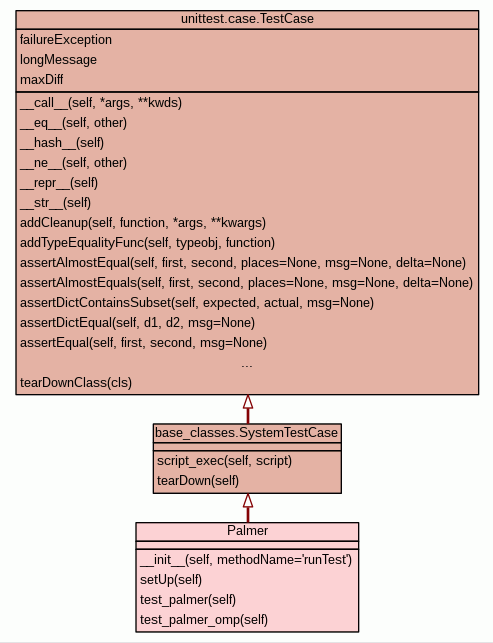 unittest.case.TestCase
failureException
longMessage
maxDiff
__call__(self, *args, **kwds)
__eq__(self, other)
__hash__(self)
__ne__(self, other)
__repr__(self)
__str__(self)
addCleanup(self, function, *args, **kwargs)
addTypeEqualityFunc(self, typeobj, function)
assertAlmostEqual(self, first, second, places=None, msg=None, delta=None)
assertAlmostEquals(self, first, second, places=None, msg=None, delta=None)
assertDictContainsSubset(self, expected, actual, msg=None)
assertDictEqual(self, d1, d2, msg=None)
assertEqual(self, first, second, msg=None)
...
tearDownClass(cls)
base_classes.SystemTestCase
script_exec(self, script)
tearDown(self)
Palmer
__init__(self, methodName='runTest')
setUp(self)
test_palmer(self)
test_palmer_omp(self)